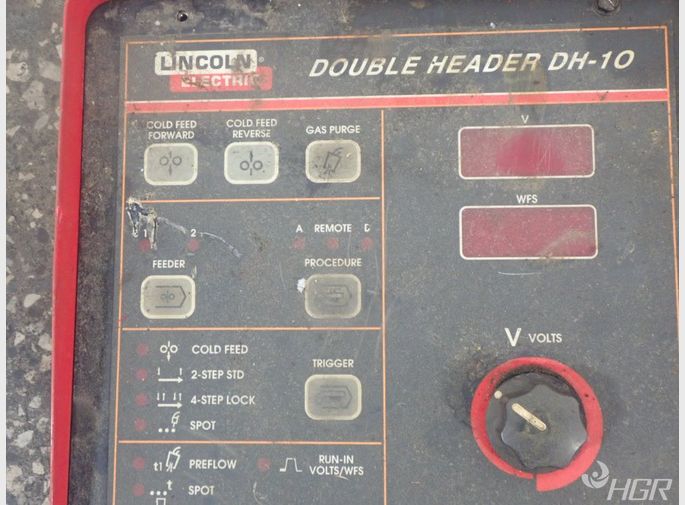 LINCOLN®
ELECTRIC
DOUBLE HEADER DH-10
COLD FEED
FORWARD
COLD FEED
REVERSE
GAS PURGE
V
WFS
1 2
A REMOTE
FEEDER
PROCEDURE
COLD FEED
2-STEP STD
4-STEP LOCK
SPOT
TRIGGER
V VOLTS
t1 PREFLOW
RUN-IN
VOLTS/WFS
t SPOT
HGR